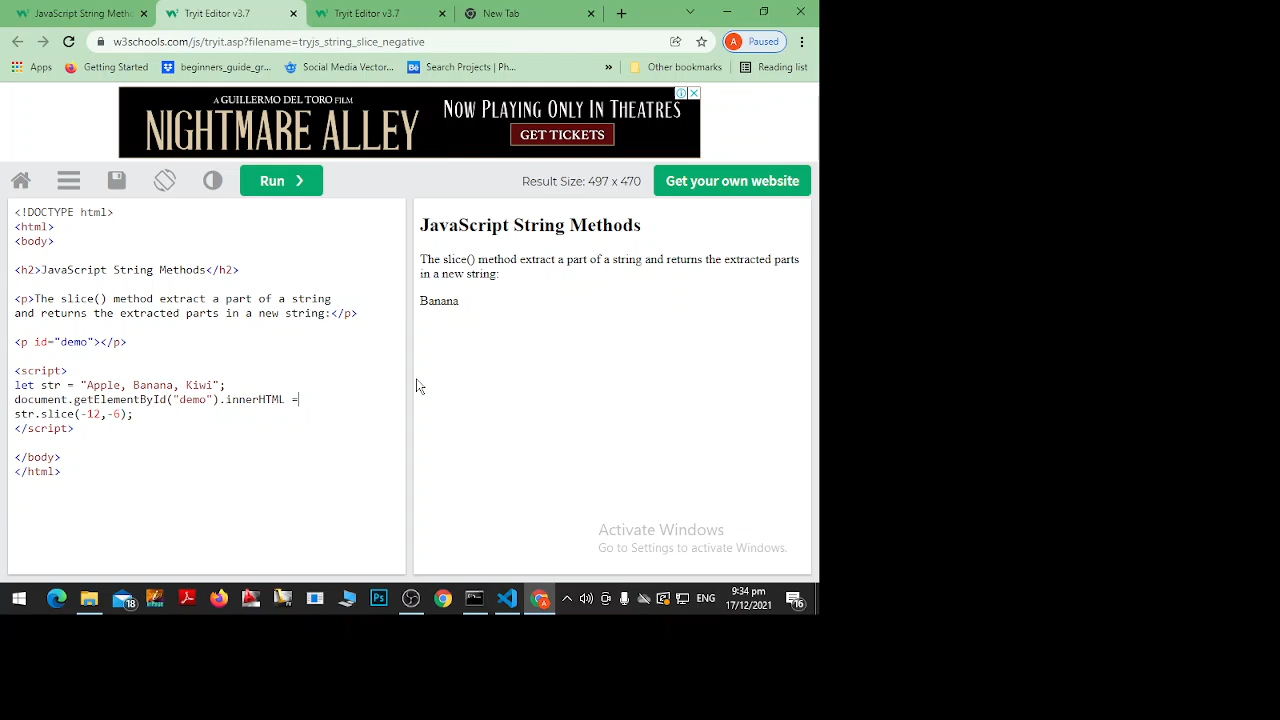 JavaScript String Metho
Tryit Editor v3.7
Tryit Editor v3.7
New Tab
w3schools.com/js/tryit.asp?filename=tryjs_string_slice_negative
A
Paused
Apps
Getting Started
beginners_guide_gr...
Social Media Vector...
Bē
Search Projects | Ph...
»
Other bookmarks
Reading list
A GUILLERMO DEL TORO FILM
NIGHTMARE ALLEY
NOW PLAYING ONLY IN THEATRES
GET TICKETS
Run ❯
Result Size: 497 x 470
Get your own website
<!DOCTYPE html>
<html>
<body>
<h2>JavaScript String Methods</h2>
<p>The slice() method extract a part of a string
and returns the extracted parts in a new string:</p>
<p id="demo"></p>
<script>
let str = "Apple, Banana, Kiwi";
document.getElementById("demo").innerHTML =
str.slice(-12,-6);
</script>
</body>
</html>
JavaScript String Methods
The slice() method extract a part of a string and returns the extracted parts
in a new string:
Banana
Activate Windows
Go to Settings to activate Windows.
18
Ps
A
ENG
9:34 pm
17/12/2021
16